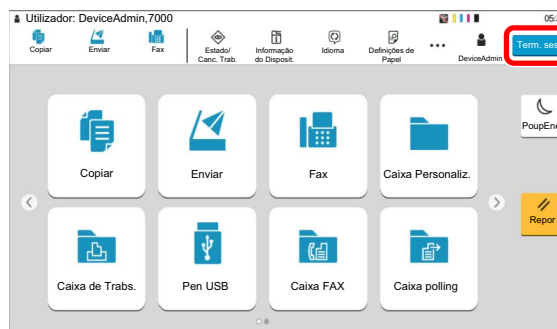 Utilizador: DeviceAdmin,7000
05:
Copiar
Enviar
Fax
Estado/
Canc. Trab.
Informação
do Disposit.
Idioma
Definições de
Papel
DeviceAdmin
Term. ses
Copiar
Enviar
Fax
Caixa Personaliz.
PoupEne
Repor
Caixa de Trabs.
Pen USB
Caixa FAX
Caixa polling